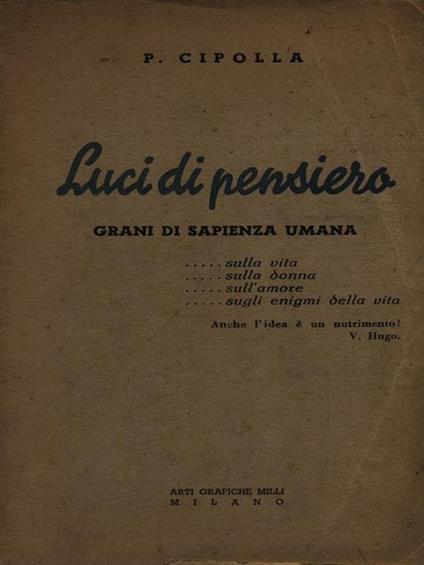 P. CIPOLLA
Luci di pensiero
GRANI DI SAPIENZA UMANA
..... sulla vita
..... sulla donna
..... sull'amore
..... sugli enigmi della vita
Anche l'idea è un nutrimento!
V. Hugo.
ARTI GRAFICHE MILLI
MILANO